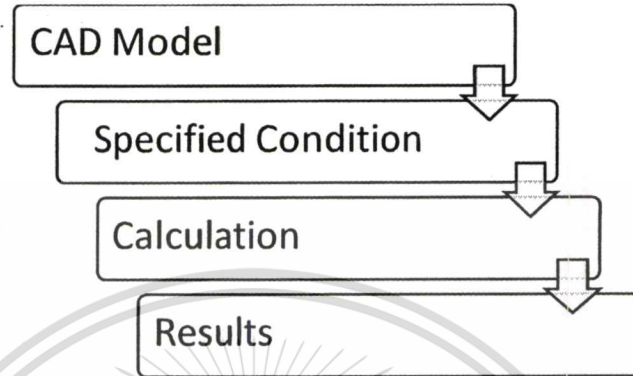 CAD Model
Specified Condition
Calculation
Results